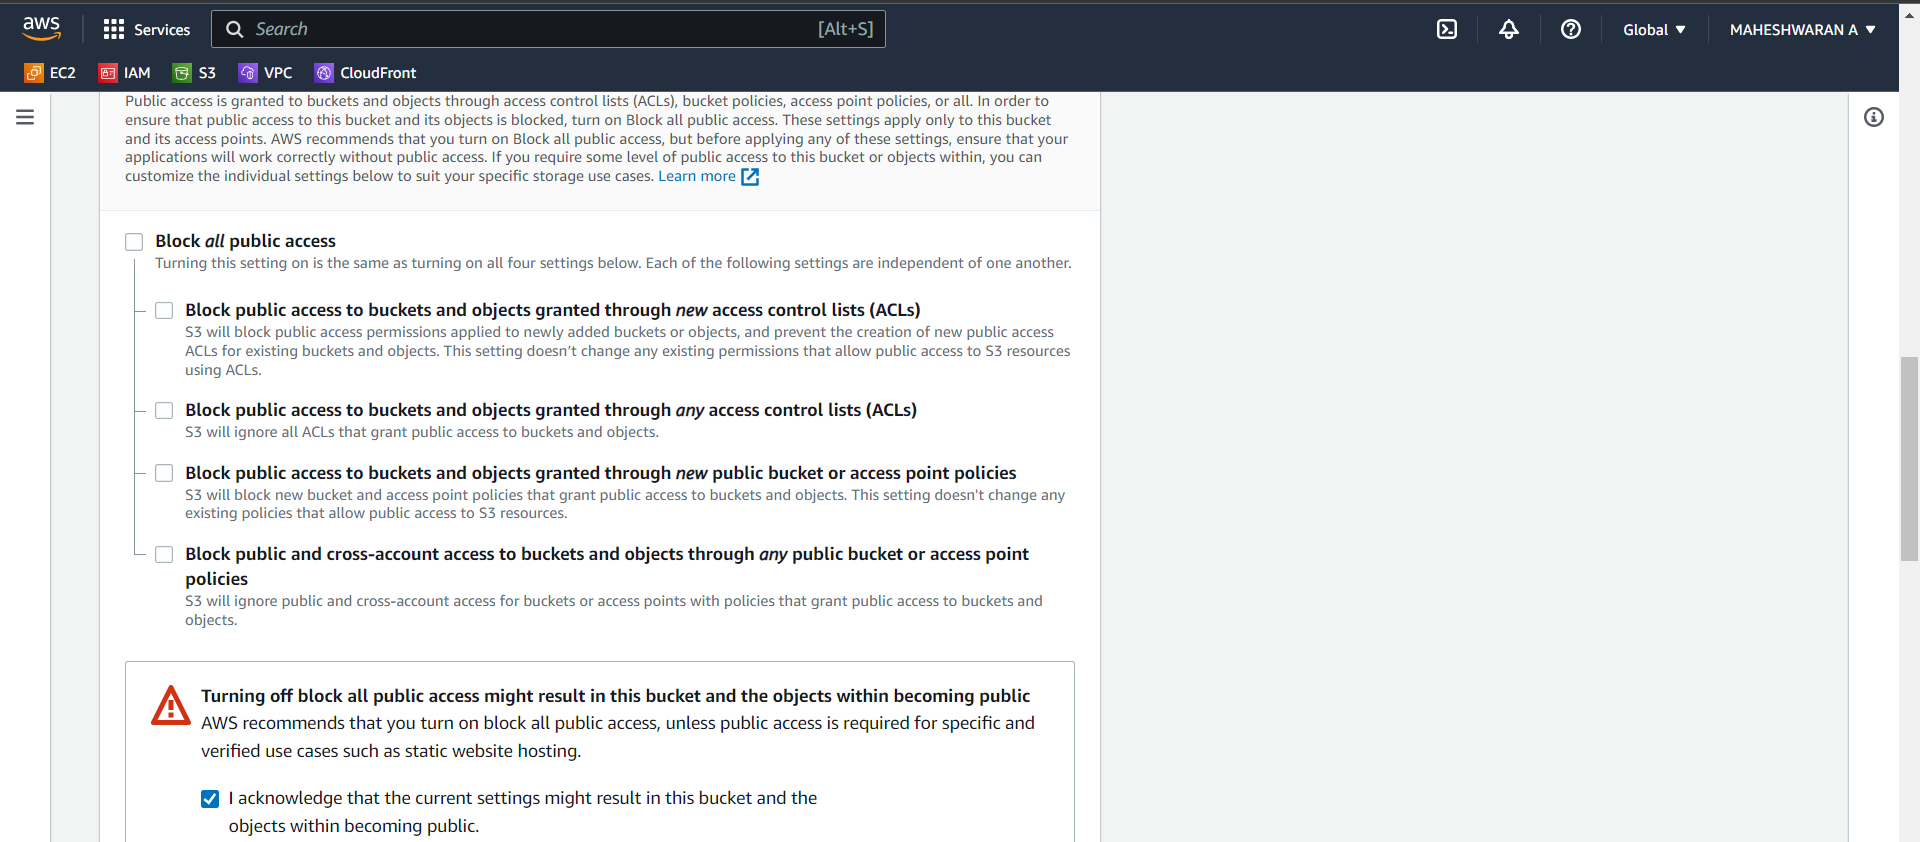 aws
Services
Search
[Alt+S]
Global
MAHESHWARAN A
EC2
IAM
S3
VPC
CloudFront
Public access is granted to buckets and objects through access control lists (ACLs), bucket policies, access point policies, or all. In order to
ensure that public access to this bucket and its objects is blocked, turn on Block all public access. These settings apply only to this bucket
and its access points. AWS recommends that you turn on Block all public access, but before applying any of these settings, ensure that your
applications will work correctly without public access. If you require some level of public access to this bucket or objects within, you can
customize the individual settings below to suit your specific storage use cases. Learn more
Block all public access
Turning this setting on is the same as turning on all four settings below. Each of the following settings are independent of one another.
Block public access to buckets and objects granted through new access control lists (ACLs)
S3 will block public access permissions applied to newly added buckets or objects, and prevent the creation of new public access
ACLs for existing buckets and objects. This setting doesn't change any existing permissions that allow public access to S3 resources
using ACLs.
Block public access to buckets and objects granted through any access control lists (ACLs)
S3 will ignore all ACLs that grant public access to buckets and objects.
Block public access to buckets and objects granted through new public bucket or access point policies
S3 will block new bucket and access point policies that grant public access to buckets and objects. This setting doesn't change any
existing policies that allow public access to S3 resources.
Block public and cross-account access to buckets and objects through any public bucket or access point
policies
S3 will ignore public and cross-account access for buckets or access points with policies that grant public access to buckets and
objects.
Turning off block all public access might result in this bucket and the objects within becoming public
AWS recommends that you turn on block all public access, unless public access is required for specific and
verified use cases such as static website hosting.
I acknowledge that the current settings might result in this bucket and the
objects within becoming public.